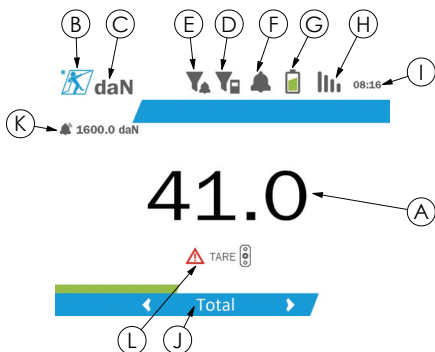 B C E D F G H I
daN 08:16
K 1600.0 daN
41.0 A
TARE
Total
L J